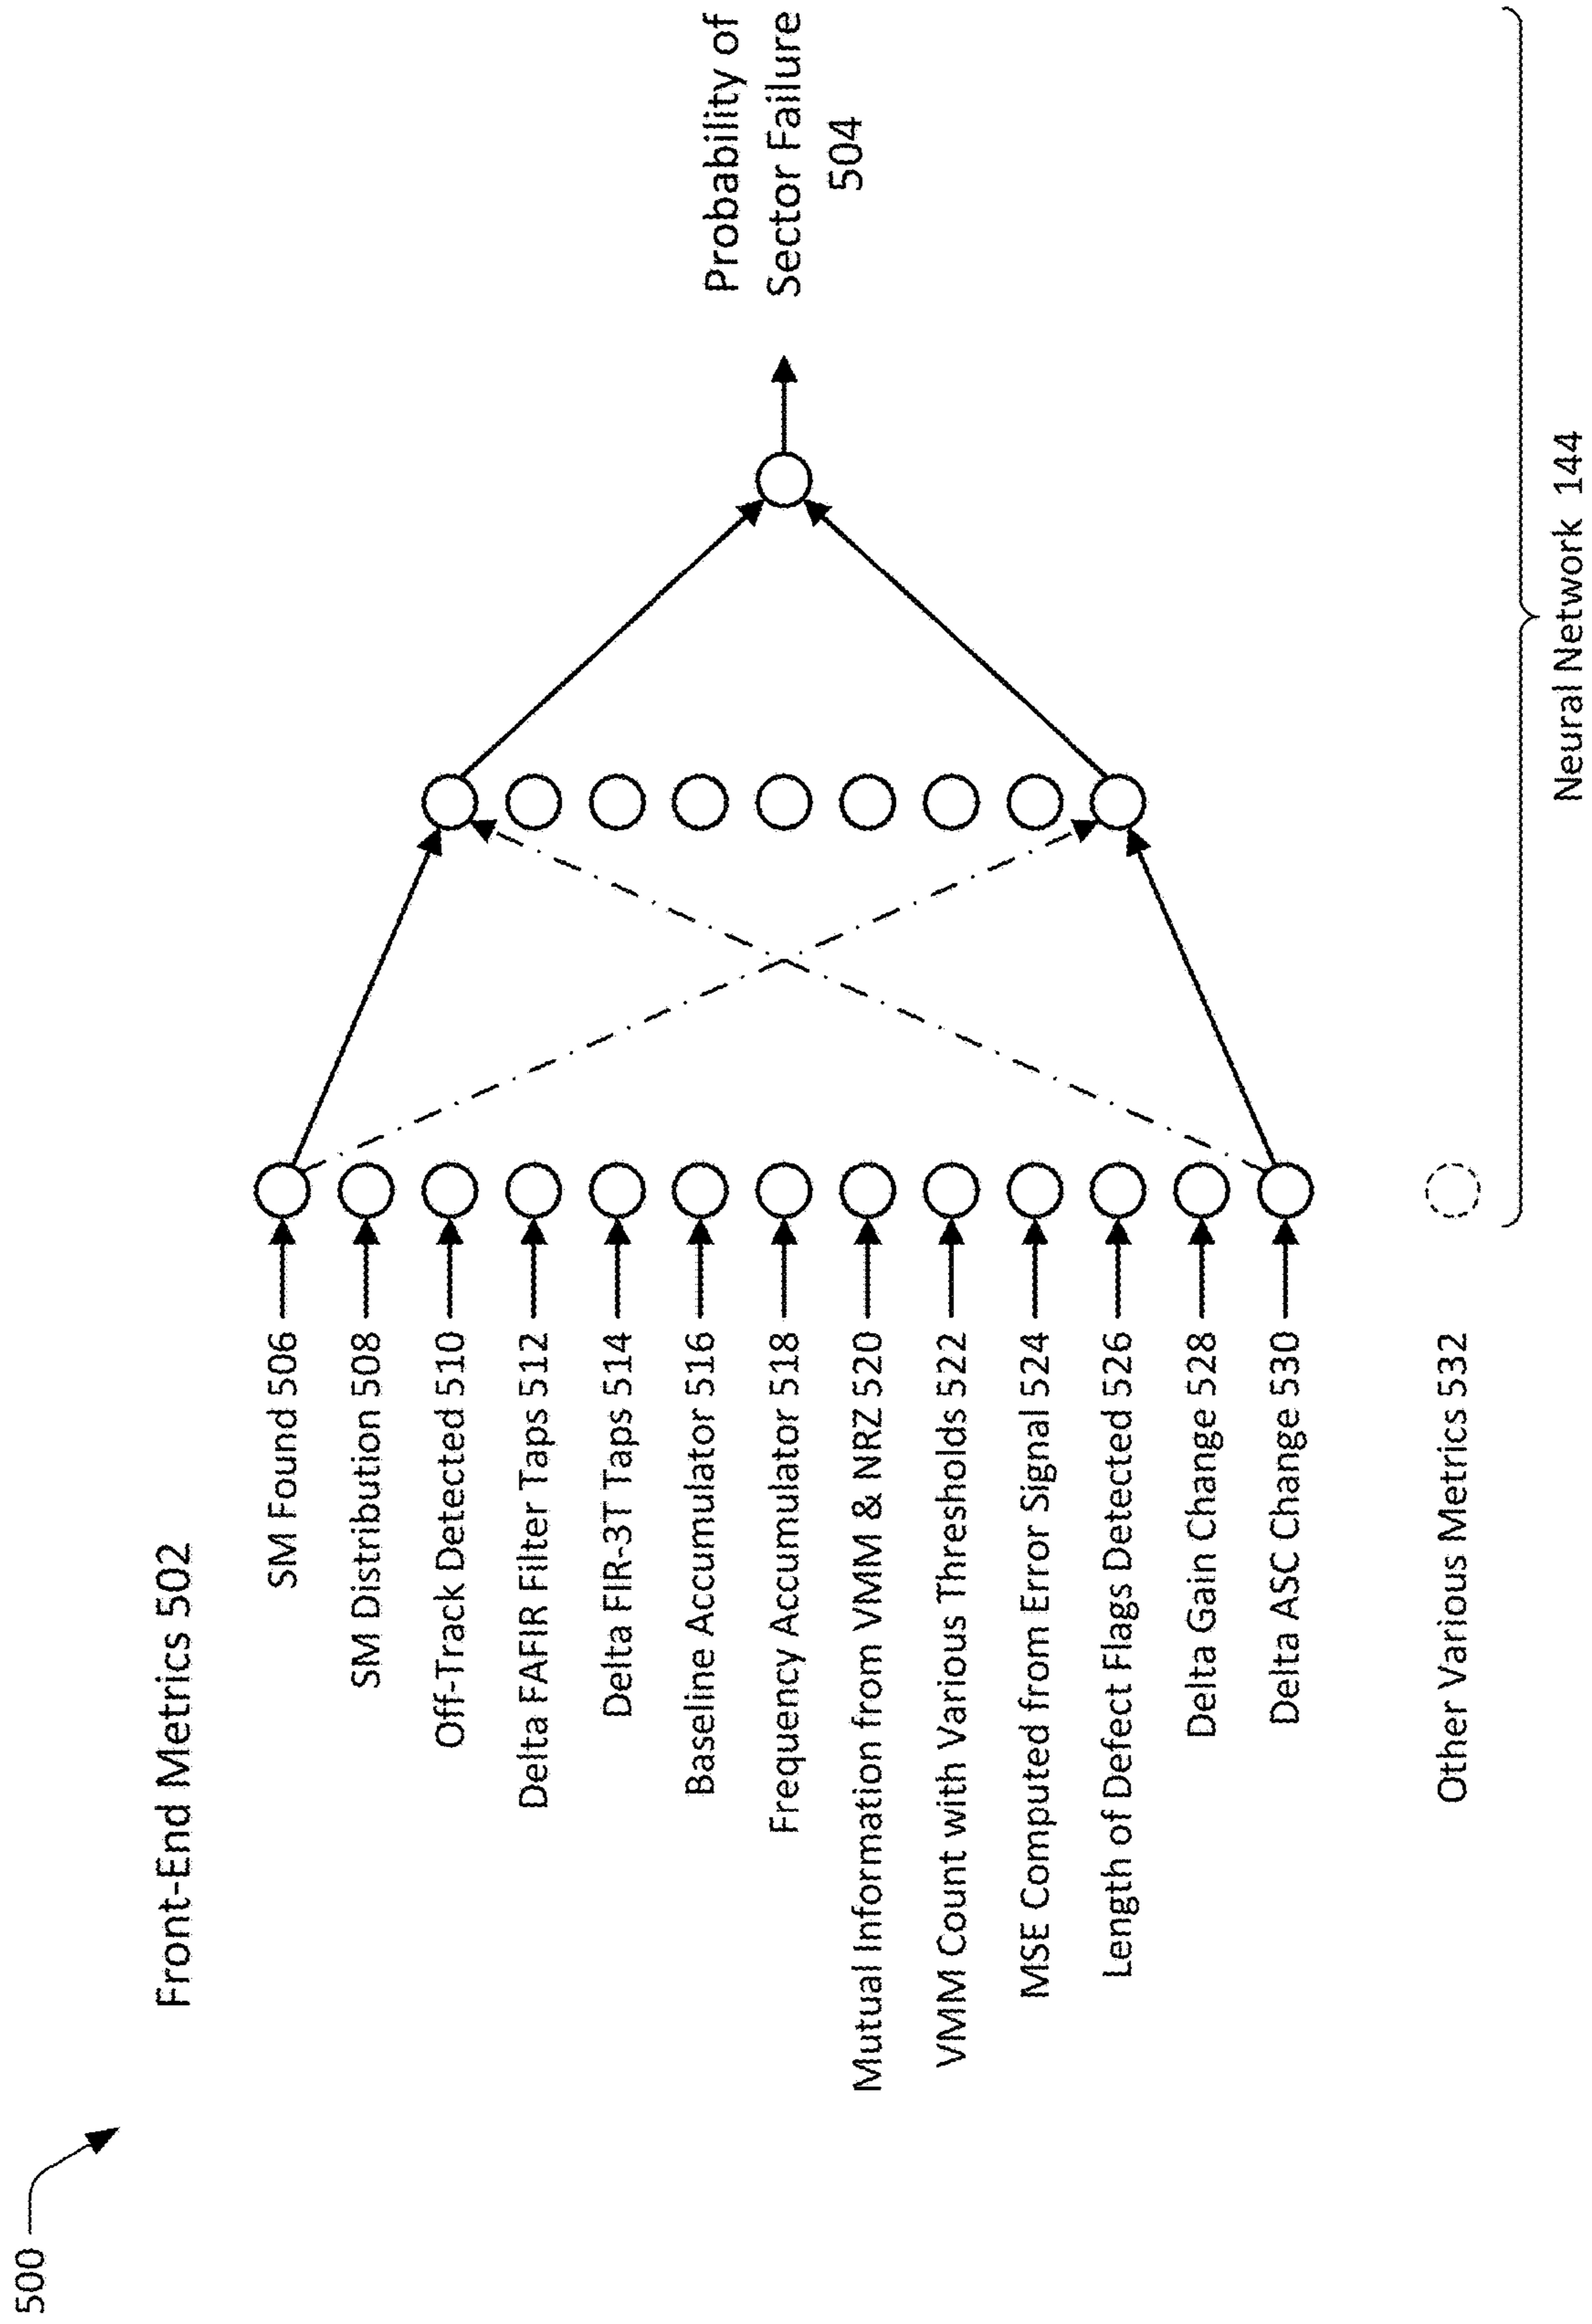 500
Front-End Metrics 502
SM Found 506
SM Distribution 508
Off-Track Detected 510
Delta FAFIR Filter Taps 512
Delta FIR-3T Taps 514
Baseline Accumulator 516
Frequency Accumulator 518
Mutual Information from VMM & NRZ 520
VMM Count with Various Thresholds 522
MSE Computed from Error Signal 524
Length of Defect Flags Detected 526
Delta Gain Change 528
Delta ASC Change 530
Other Various Metrics 532
Probability of
Sector Failure
504
Neural Network 144